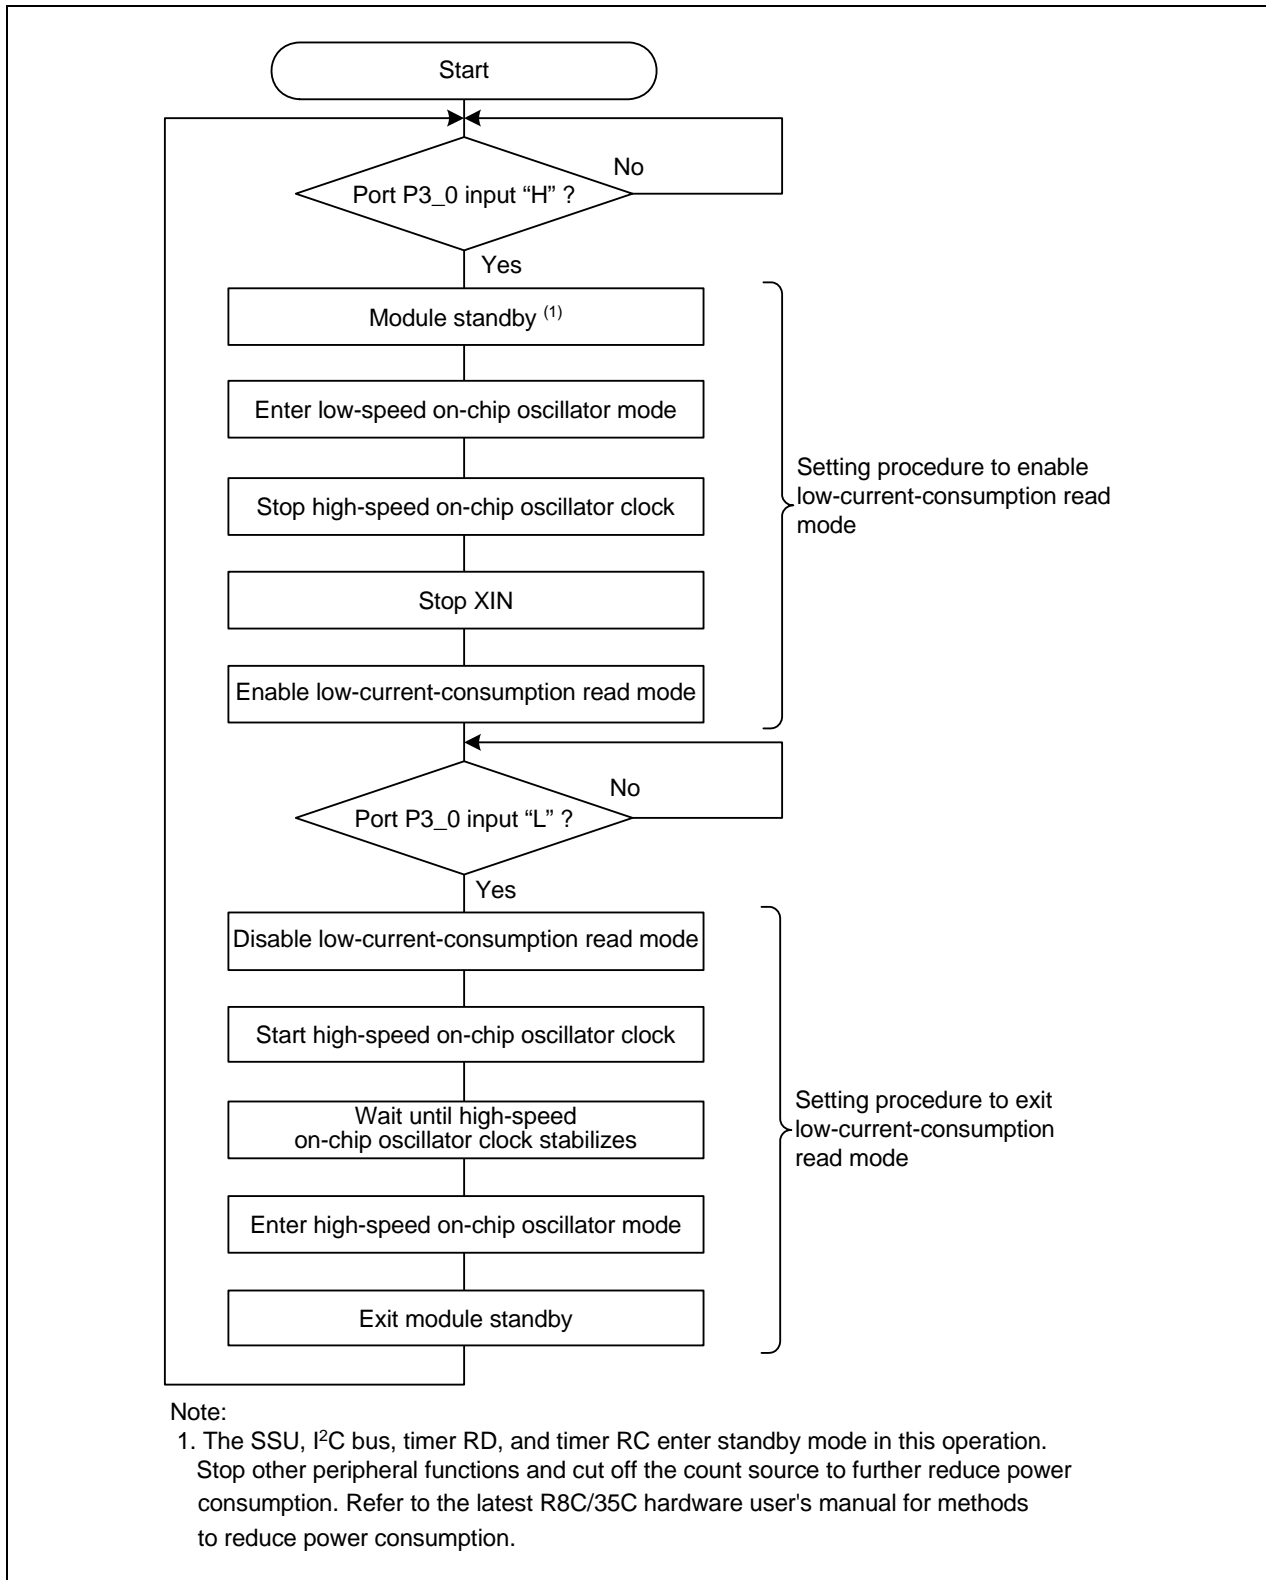 Start
No
Port P3_0 input “H” ?
Yes
Module standby (1)
Enter low-speed on-chip oscillator mode
Stop high-speed on-chip oscillator clock
Stop XIN
Enable low-current-consumption read mode
Setting procedure to enable
low-current-consumption read
mode
No
Port P3_0 input “L” ?
Yes
Disable low-current-consumption read mode
Start high-speed on-chip oscillator clock
Wait until high-speed
on-chip oscillator clock stabilizes
Enter high-speed on-chip oscillator mode
Exit module standby
Setting procedure to exit
low-current-consumption
read mode
Note:
1. The SSU, I²C bus, timer RD, and timer RC enter standby mode in this operation.
Stop other peripheral functions and cut off the count source to further reduce power
consumption. Refer to the latest R8C/35C hardware user's manual for methods
to reduce power consumption.